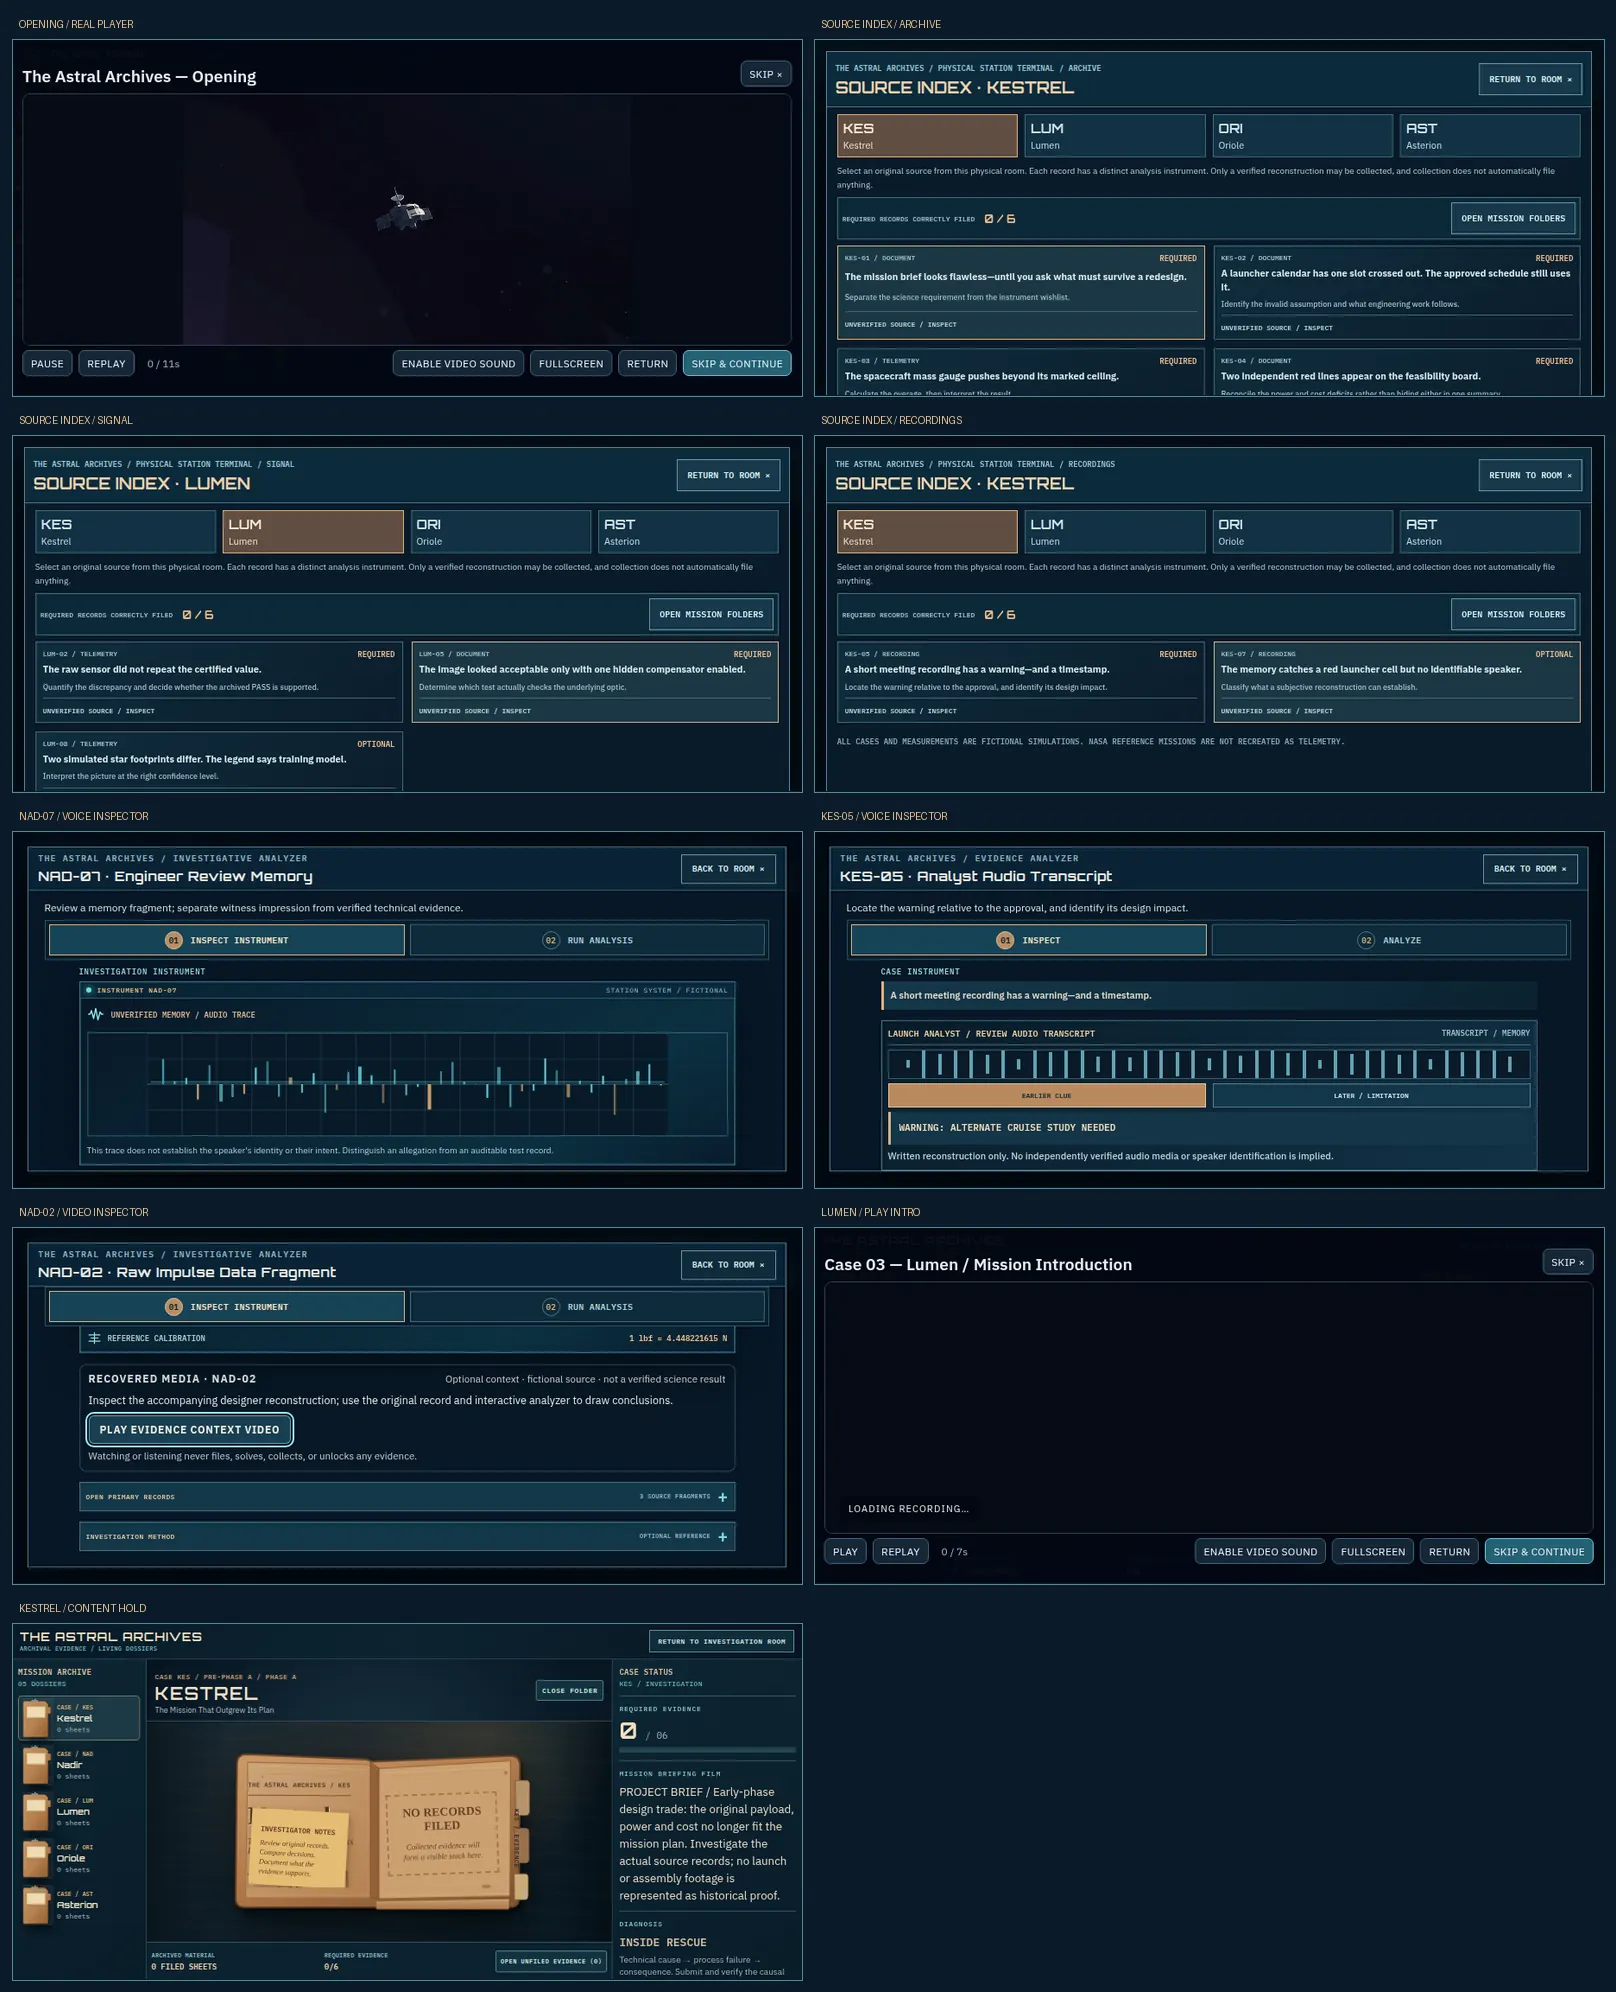 OPENING / REAL PLAYER
The Astral Archives — Opening
SKIP ×
PAUSE
REPLAY
0 / 11s
ENABLE VIDEO SOUND
FULLSCREEN
RETURN
SKIP & CONTINUE
SOURCE INDEX / ARCHIVE
THE ASTRAL ARCHIVES / PHYSICAL STATION TERMINAL / ARCHIVE
SOURCE INDEX · KESTREL
RETURN TO ROOM ×
KES
Kestrel
LUM
Lumen
ORI
Oriole
AST
Asterion
Select an original source from this physical room. Each record has a distinct analysis instrument. Only a verified reconstruction may be collected, and collection does not automatically file
anything.
REQUIRED RECORDS CORRECTLY FILED 0 / 6
OPEN MISSION FOLDERS
KES-01 / DOCUMENT
REQUIRED
The mission brief looks flawless—until you ask what must survive a redesign.
Separate the science requirement from the instrument wishlist.
UNVERIFIED SOURCE / INSPECT
KES-02 / DOCUMENT
REQUIRED
A launcher calendar has one slot crossed out. The approved schedule still uses
it.
Identify the invalid assumption and what engineering work follows.
UNVERIFIED SOURCE / INSPECT
KES-03 / TELEMETRY
REQUIRED
The spacecraft mass gauge pushes beyond its marked ceiling.
Calculate the overage, then interpret the result.
KES-04 / DOCUMENT
REQUIRED
Two independent red lines appear on the feasibility board.
Reconcile the power and cost deficits rather than hiding either in one summary.
SOURCE INDEX / SIGNAL
THE ASTRAL ARCHIVES / PHYSICAL STATION TERMINAL / SIGNAL
SOURCE INDEX · LUMEN
RETURN TO ROOM ×
KES
Kestrel
LUM
Lumen
ORI
Oriole
AST
Asterion
Select an original source from this physical room. Each record has a distinct analysis instrument. Only a verified reconstruction may be collected, and collection does not automatically file
anything.
REQUIRED RECORDS CORRECTLY FILED 0 / 6
OPEN MISSION FOLDERS
LUM-02 / TELEMETRY
REQUIRED
The raw sensor did not repeat the certified value.
Quantify the discrepancy and decide whether the archived PASS is supported.
UNVERIFIED SOURCE / INSPECT
LUM-05 / DOCUMENT
REQUIRED
The image looked acceptable only with one hidden compensator enabled.
Determine which test actually checks the underlying optic.
UNVERIFIED SOURCE / INSPECT
LUM-08 / TELEMETRY
OPTIONAL
Two simulated star footprints differ. The legend says training model.
Interpret the picture at the right confidence level.
SOURCE INDEX / RECORDINGS
THE ASTRAL ARCHIVES / PHYSICAL STATION TERMINAL / RECORDINGS
SOURCE INDEX · KESTREL
RETURN TO ROOM ×
KES
Kestrel
LUM
Lumen
ORI
Oriole
AST
Asterion
Select an original source from this physical room. Each record has a distinct analysis instrument. Only a verified reconstruction may be collected, and collection does not automatically file
anything.
REQUIRED RECORDS CORRECTLY FILED 0 / 6
OPEN MISSION FOLDERS
KES-05 / RECORDING
REQUIRED
A short meeting recording has a warning—and a timestamp.
Locate the warning relative to the approval, and identify its design impact.
UNVERIFIED SOURCE / INSPECT
KES-07 / RECORDING
OPTIONAL
The memory catches a red launcher cell but no identifiable speaker.
Classify what a subjective reconstruction can establish.
UNVERIFIED SOURCE / INSPECT
ALL CASES AND MEASUREMENTS ARE FICTIONAL SIMULATIONS. NASA REFERENCE MISSIONS ARE NOT RECREATED AS TELEMETRY.
NAD-07 / VOICE INSPECTOR
THE ASTRAL ARCHIVES / INVESTIGATIVE ANALYZER
NAD-07 · Engineer Review Memory
BACK TO ROOM ×
Review a memory fragment; separate witness impression from verified technical evidence.
01 INSPECT INSTRUMENT
02 RUN ANALYSIS
INVESTIGATION INSTRUMENT
INSTRUMENT NAD-07
STATION SYSTEM / FICTIONAL
UNVERIFIED MEMORY / AUDIO TRACE
This trace does not establish the speaker's identity or their intent. Distinguish an allegation from an auditable test record.
KES-05 / VOICE INSPECTOR
THE ASTRAL ARCHIVES / EVIDENCE ANALYZER
KES-05 · Analyst Audio Transcript
BACK TO ROOM ×
Locate the warning relative to the approval, and identify its design impact.
01 INSPECT
02 ANALYZE
CASE INSTRUMENT
A short meeting recording has a warning—and a timestamp.
LAUNCH ANALYST / REVIEW AUDIO TRANSCRIPT
TRANSCRIPT / MEMORY
EARLIER CLUE
LATER / LIMITATION
WARNING: ALTERNATE CRUISE STUDY NEEDED
Written reconstruction only. No independently verified audio media or speaker identification is implied.
NAD-02 / VIDEO INSPECTOR
THE ASTRAL ARCHIVES / INVESTIGATIVE ANALYZER
NAD-02 · Raw Impulse Data Fragment
BACK TO ROOM ×
01 INSPECT INSTRUMENT
02 RUN ANALYSIS
REFERENCE CALIBRATION
1 lbf = 4.448221615 N
RECOVERED MEDIA · NAD-02
Optional context · fictional source · not a verified science result
Inspect the accompanying designer reconstruction; use the original record and interactive analyzer to draw conclusions.
PLAY EVIDENCE CONTEXT VIDEO
Watching or listening never files, solves, collects, or unlocks any evidence.
OPEN PRIMARY RECORDS
3 SOURCE FRAGMENTS +
INVESTIGATION METHOD
OPTIONAL REFERENCE +
LUMEN / PLAY INTRO
Case 03 — Lumen / Mission Introduction
SKIP ×
LOADING RECORDING…
PLAY
REPLAY
0 / 7s
ENABLE VIDEO SOUND
FULLSCREEN
RETURN
SKIP & CONTINUE
KESTREL / CONTENT HOLD
THE ASTRAL ARCHIVES
ARCHIVAL EVIDENCE / LIVING DOSSIERS
RETURN TO INVESTIGATION ROOM
MISSION ARCHIVE
05 DOSSIERS
CASE / KES
Kestrel
0 sheets
CASE / NAD
Nadir
0 sheets
CASE / LUM
Lumen
0 sheets
CASE / ORI
Oriole
0 sheets
CASE / AST
Asterion
0 sheets
CASE KES / PRE-PHASE A / PHASE A
KESTREL
The Mission That Outgrew Its Plan
CLOSE FOLDER
THE ASTRAL ARCHIVES / KES
INVESTIGATOR NOTES
Review original records.
Compare decisions.
Document what the
evidence supports.
NO RECORDS
FILED
Collected evidence will
form a visible stack here.
ARCHIVED MATERIAL
0 FILED SHEETS
REQUIRED EVIDENCE
0/6
OPEN UNFILED EVIDENCE (0)
CASE STATUS
KES / INVESTIGATION
REQUIRED EVIDENCE
0 / 06
MISSION BRIEFING FILM
PROJECT BRIEF / Early-phase
design trade: the original payload,
power and cost no longer fit the
mission plan. Investigate the
actual source records; no launch
or assembly footage is
represented as historical proof.
DIAGNOSIS
INSIDE RESCUE
Technical cause → process failure →
consequence. Submit and verify the causal